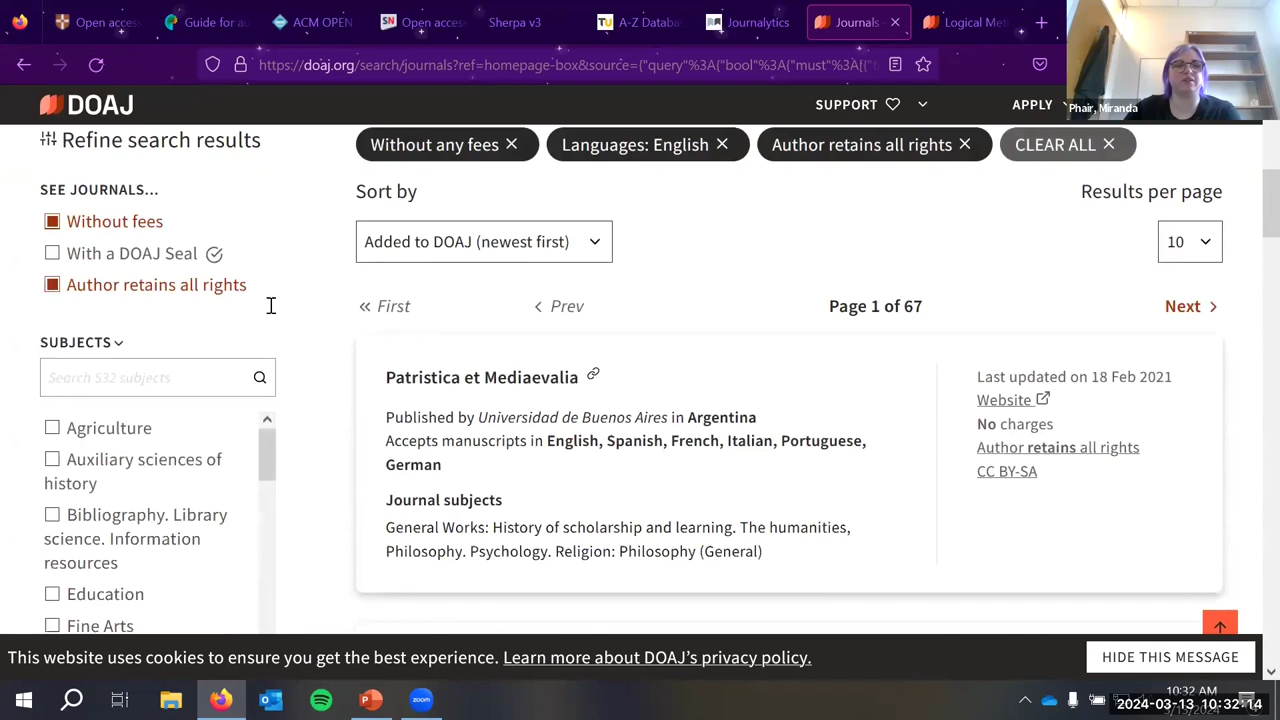 Open access
Guide for au
ACM OPEN
Open access
Sherpa v3
A-Z Databas
Journalytics
Journals
Logical Met
https://doaj.org/search/journals?ref=homepage-box&source={"query"%3A{"bool"%3A{"must"%3A[{"t
DOAJ
SUPPORT
APPLY
Phair, Miranda
Refine search results
Without any fees
Languages: English
Author retains all rights
CLEAR ALL
SEE JOURNALS...
Sort by
Results per page
Without fees
With a DOAJ Seal
Author retains all rights
Added to DOAJ (newest first)
10
« First
‹ Prev
Page 1 of 67
Next ›
SUBJECTS
Search 532 subjects
Agriculture
Auxiliary sciences of
history
Bibliography. Library
science. Information
resources
Education
Fine Arts
Patristica et Mediaevalia
Published by Universidad de Buenos Aires in Argentina
Accepts manuscripts in English, Spanish, French, Italian, Portuguese,
German
Journal subjects
General Works: History of scholarship and learning. The humanities,
Philosophy. Psychology. Religion: Philosophy (General)
Last updated on 18 Feb 2021
Website
No charges
Author retains all rights
CC BY-SA
This website uses cookies to ensure you get the best experience. Learn more about DOAJ's privacy policy.
HIDE THIS MESSAGE
10:32 AM
2024-03-13 10:32:14